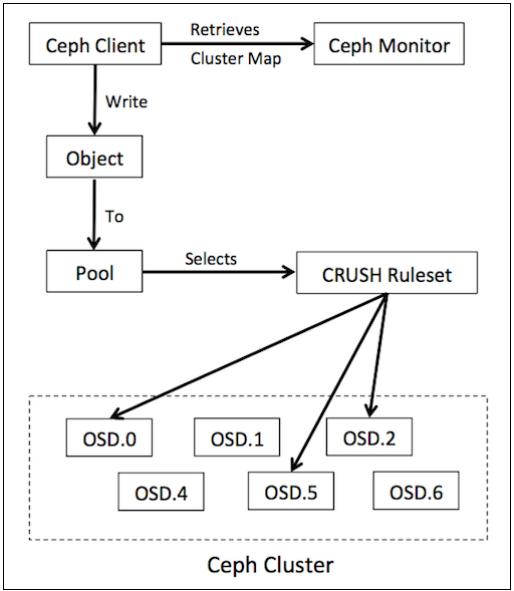 Ceph Client
Retrieves
Cluster Map
Ceph Monitor
Write
Object
To
Pool
Selects
CRUSH Ruleset
OSD.0
OSD.1
OSD.2
OSD.4
OSD.5
OSD.6
Ceph Cluster